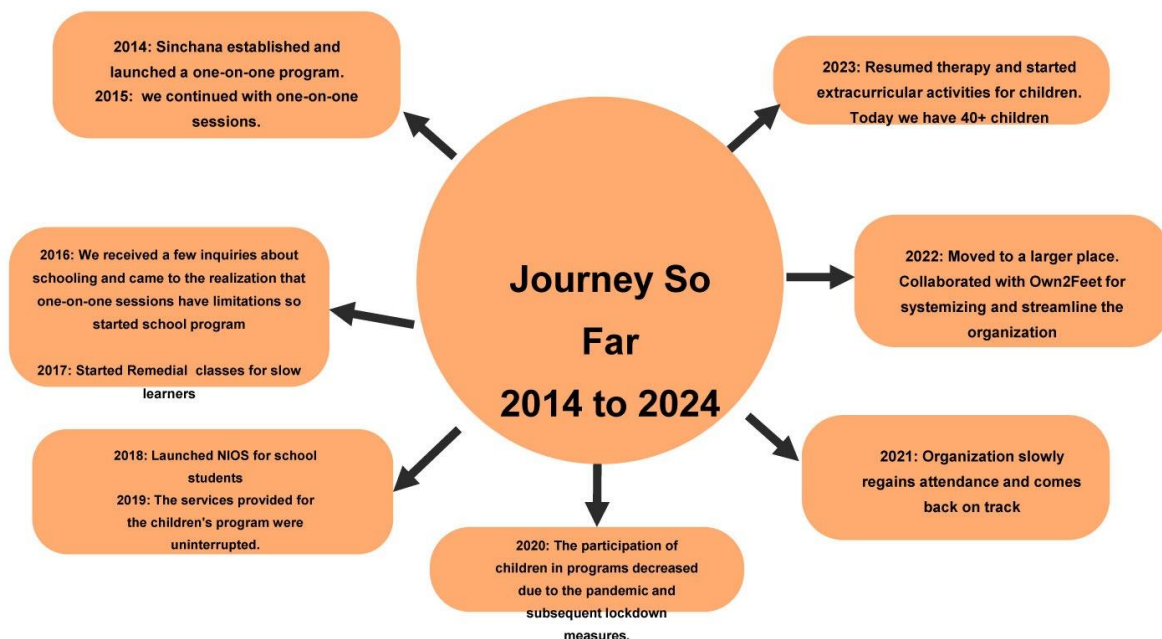 Journey So
Far
2014 to 2024
2014: Sinchana established and
launched a one-on-one program.
2015: we continued with one-on-one
sessions.
2016: We received a few inquiries about
schooling and came to the realization that
one-on-one sessions have limitations so
started school program
2017: Started Remedial classes for slow
learners
2018: Launched NIOS for school
students
2019: The services provided for
the children's program were
uninterrupted.
2020: The participation of
children in programs decreased
due to the pandemic and
subsequent lockdown
measures.
2021: Organization slowly
regains attendance and comes
back on track
2022: Moved to a larger place.
Collaborated with Own2Feet for
systemizing and streamline the
organization
2023: Resumed therapy and started
extracurricular activities for children.
Today we have 40+ children